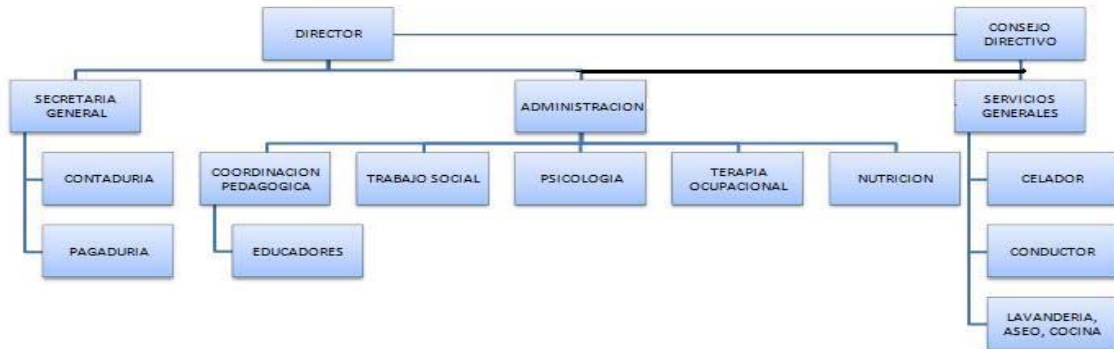 DIRECTOR
CONSEJO
DIRECTIVO
SECRETARIA
GENERAL
ADMINISTRACION
SERVICIOS
GENERALES
CONTADURIA
COORDINACION
PEDAGOGICA
TRABAJO SOCIAL
PSICOLOGIA
TERAPIA
OCUPACIONAL
NUTRICION
CELADOR
PAGADURIA
EDUCADORES
CONDUCTOR
LAVANDERIA,
ASEO, COCINA